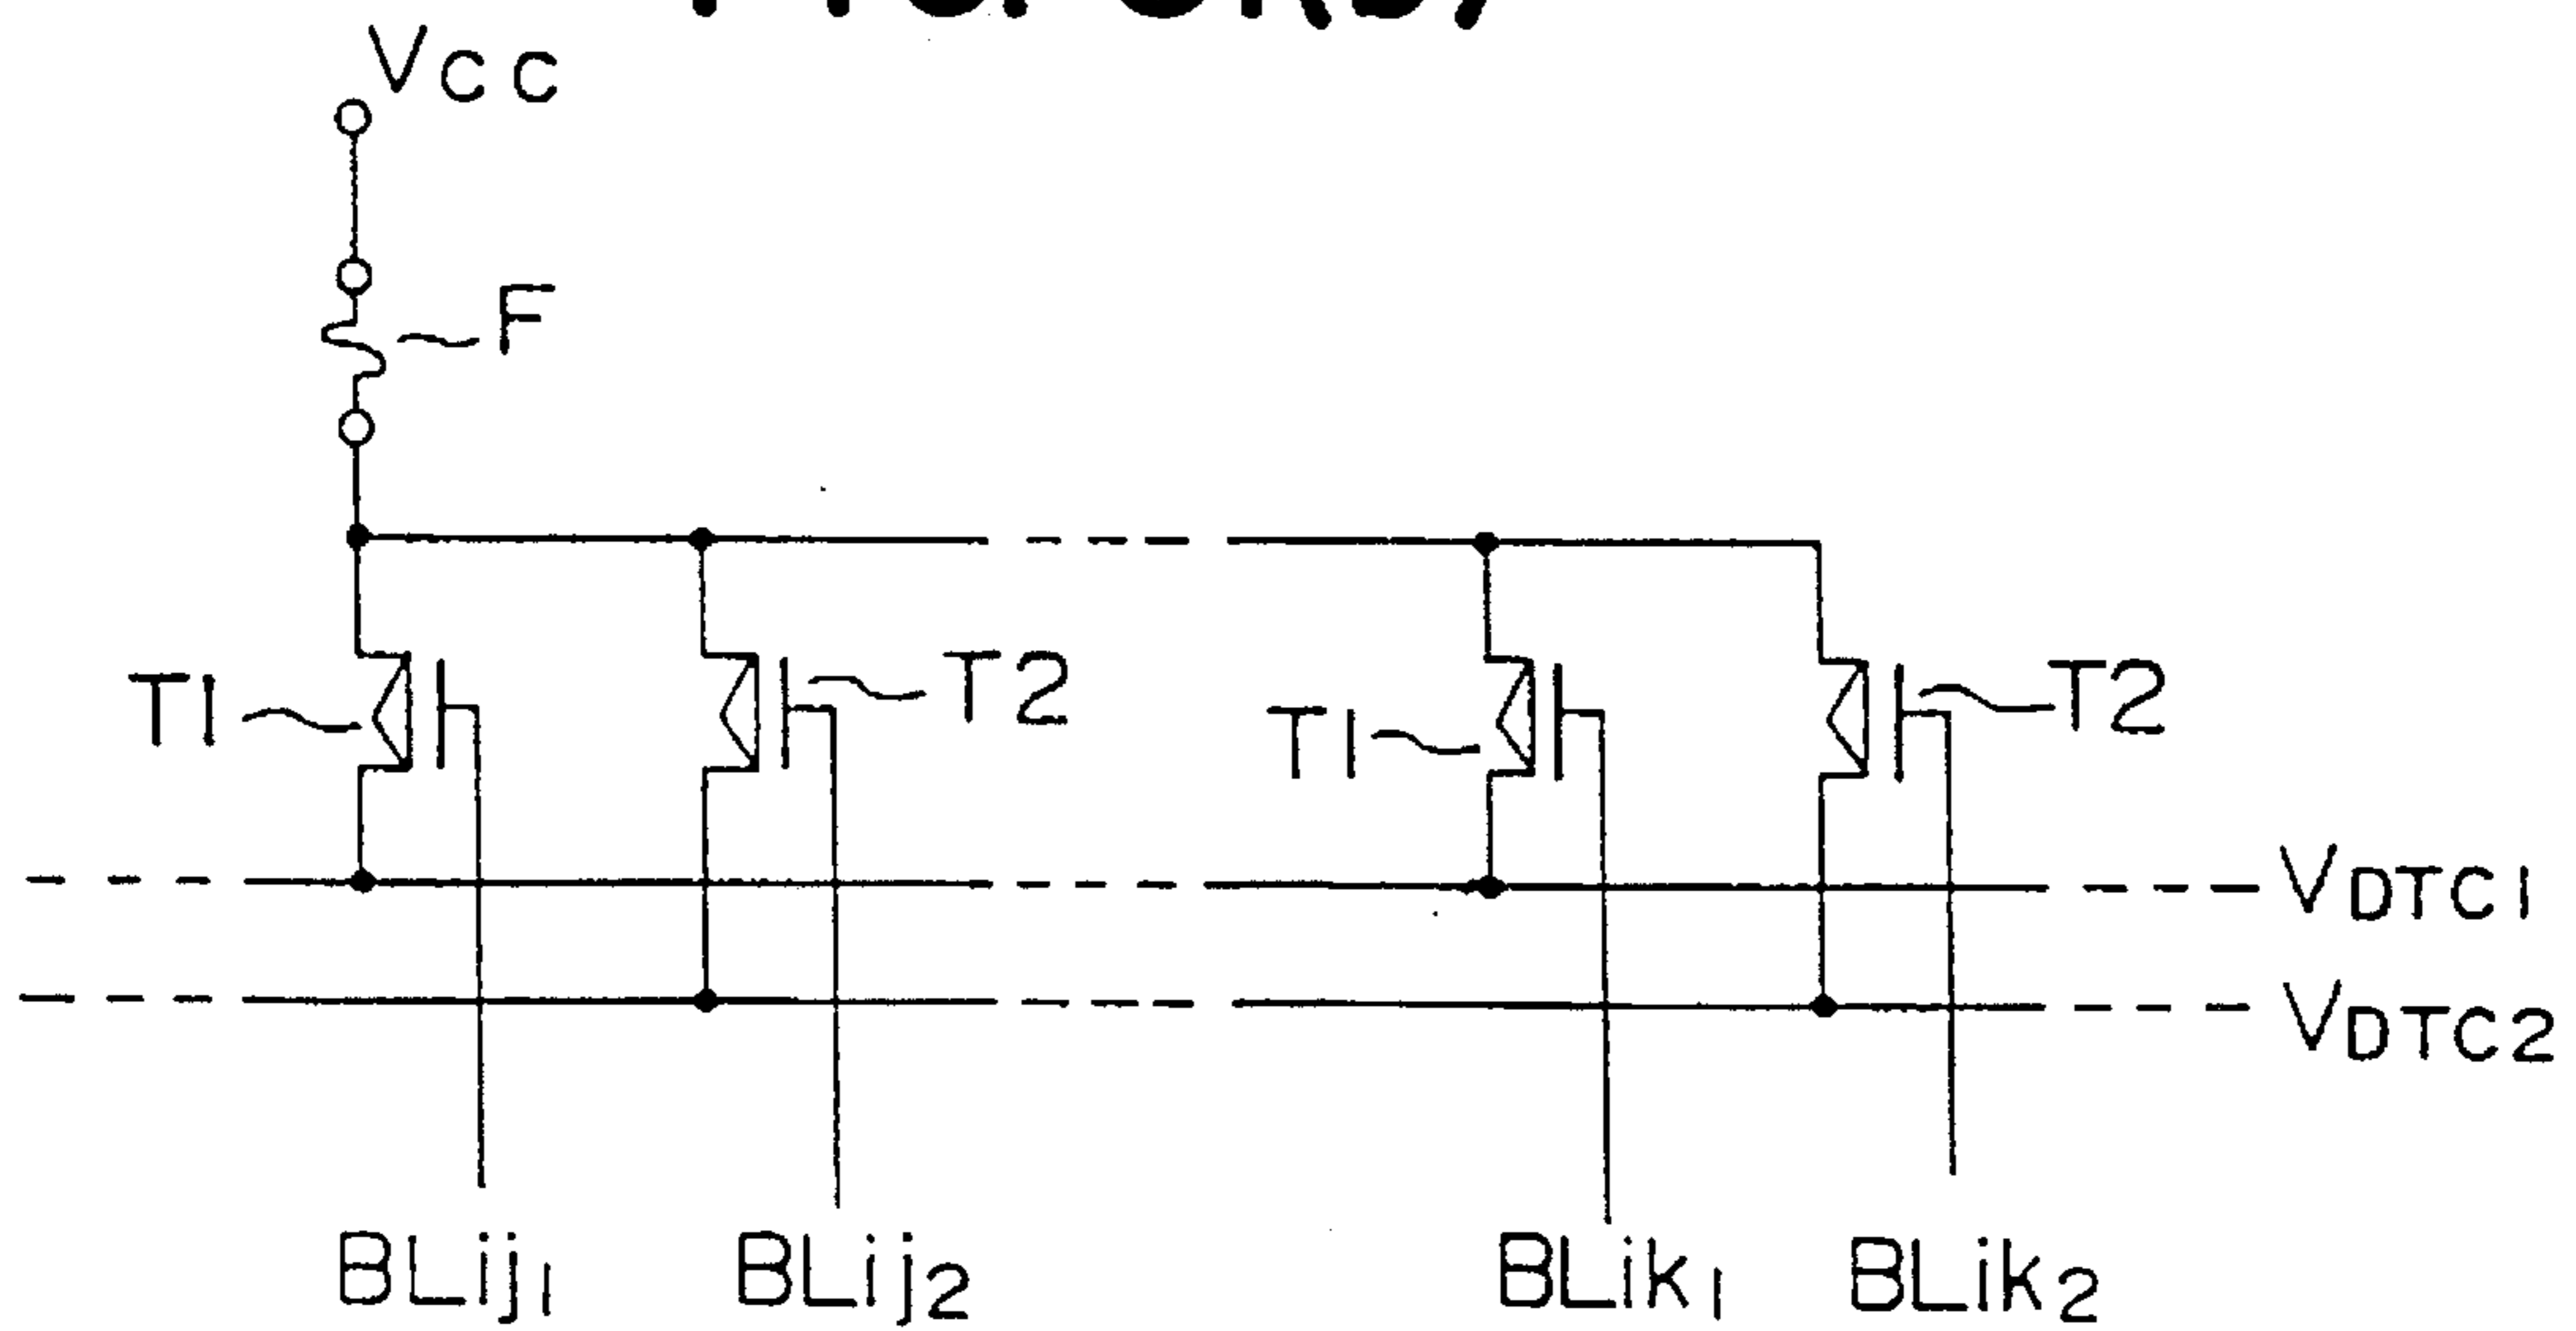 VCC
F
T1 T2 T1 T2
VDTC1
VDTC2
BLij1 BLij2 BLik1 BLik2